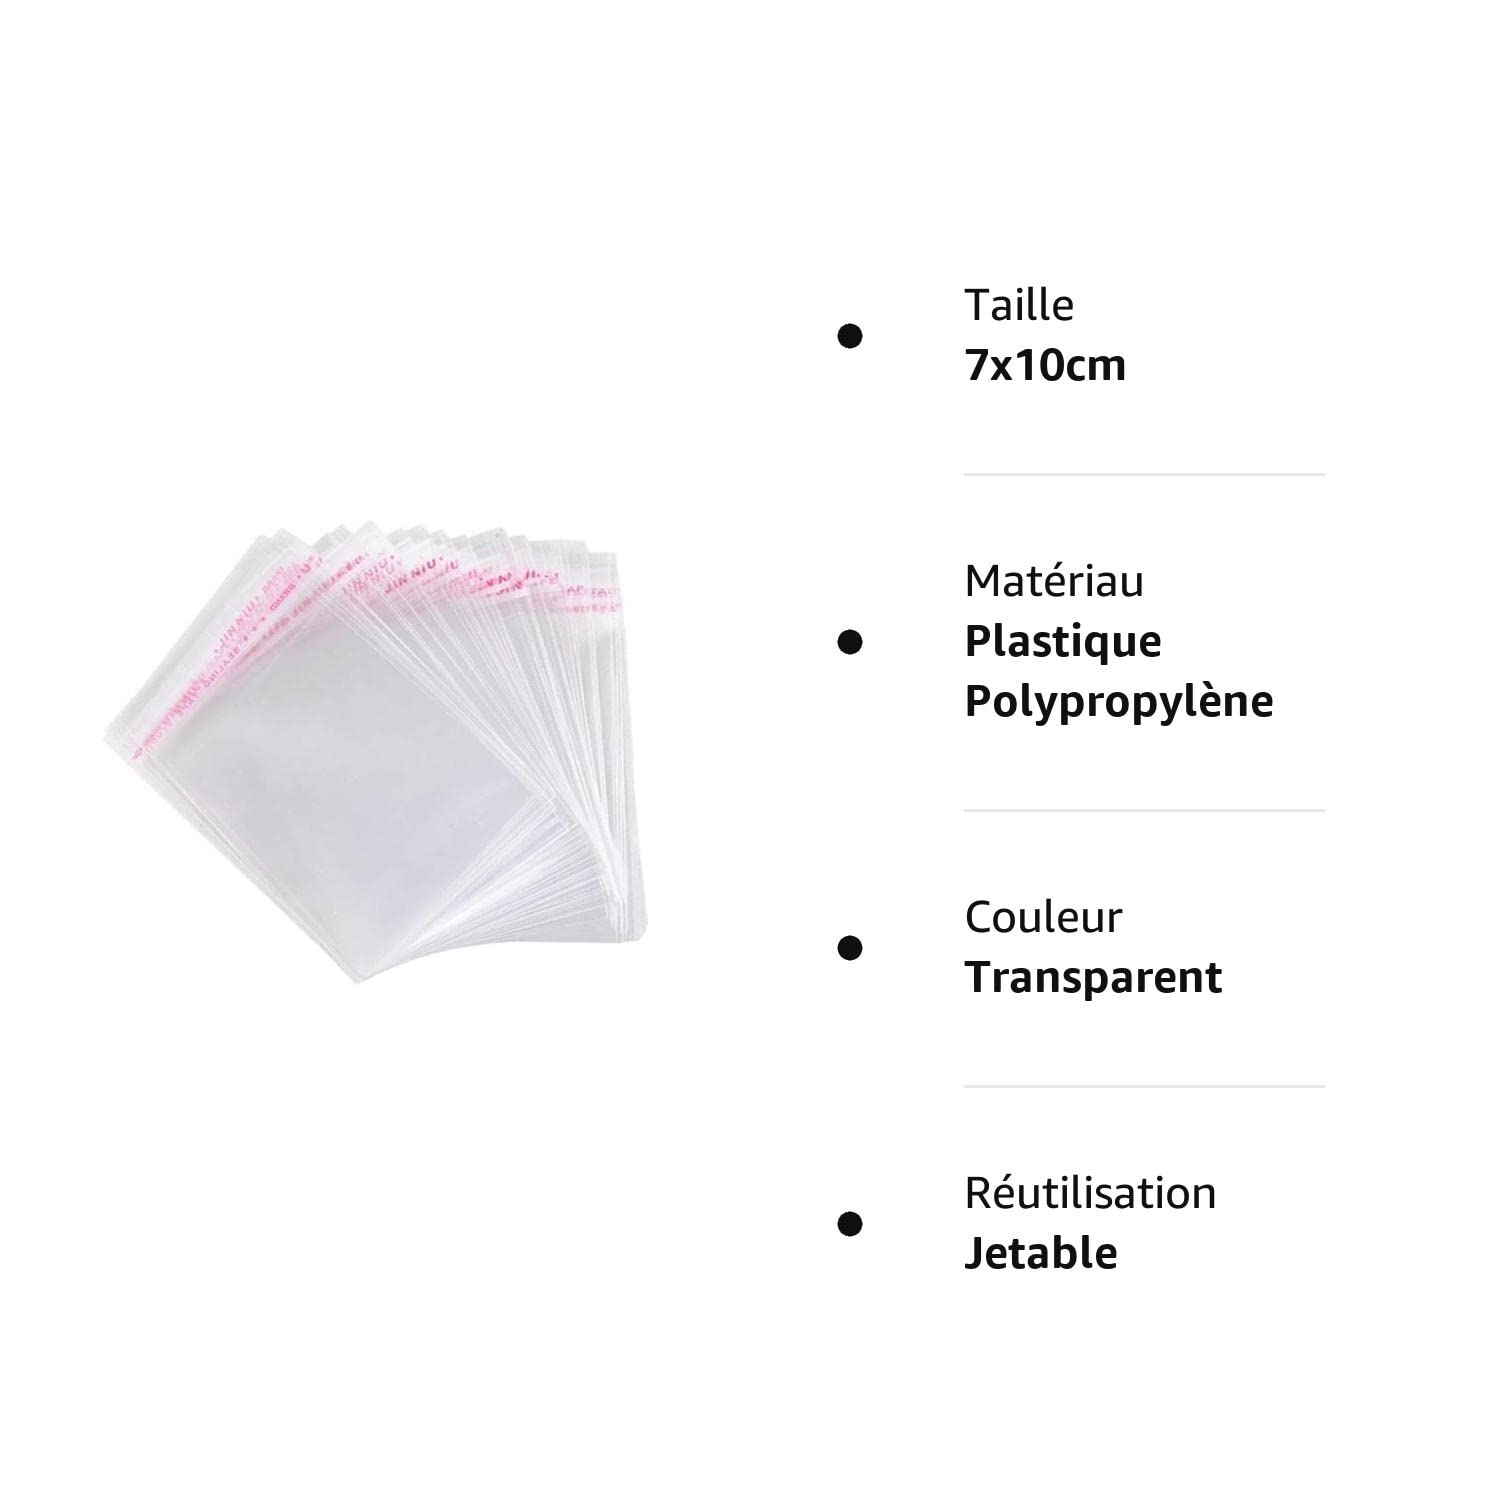 Taille
7x10cm
Matériau
Plastique
Polypropylène
Couleur
Transparent
Réutilisation
Jetable